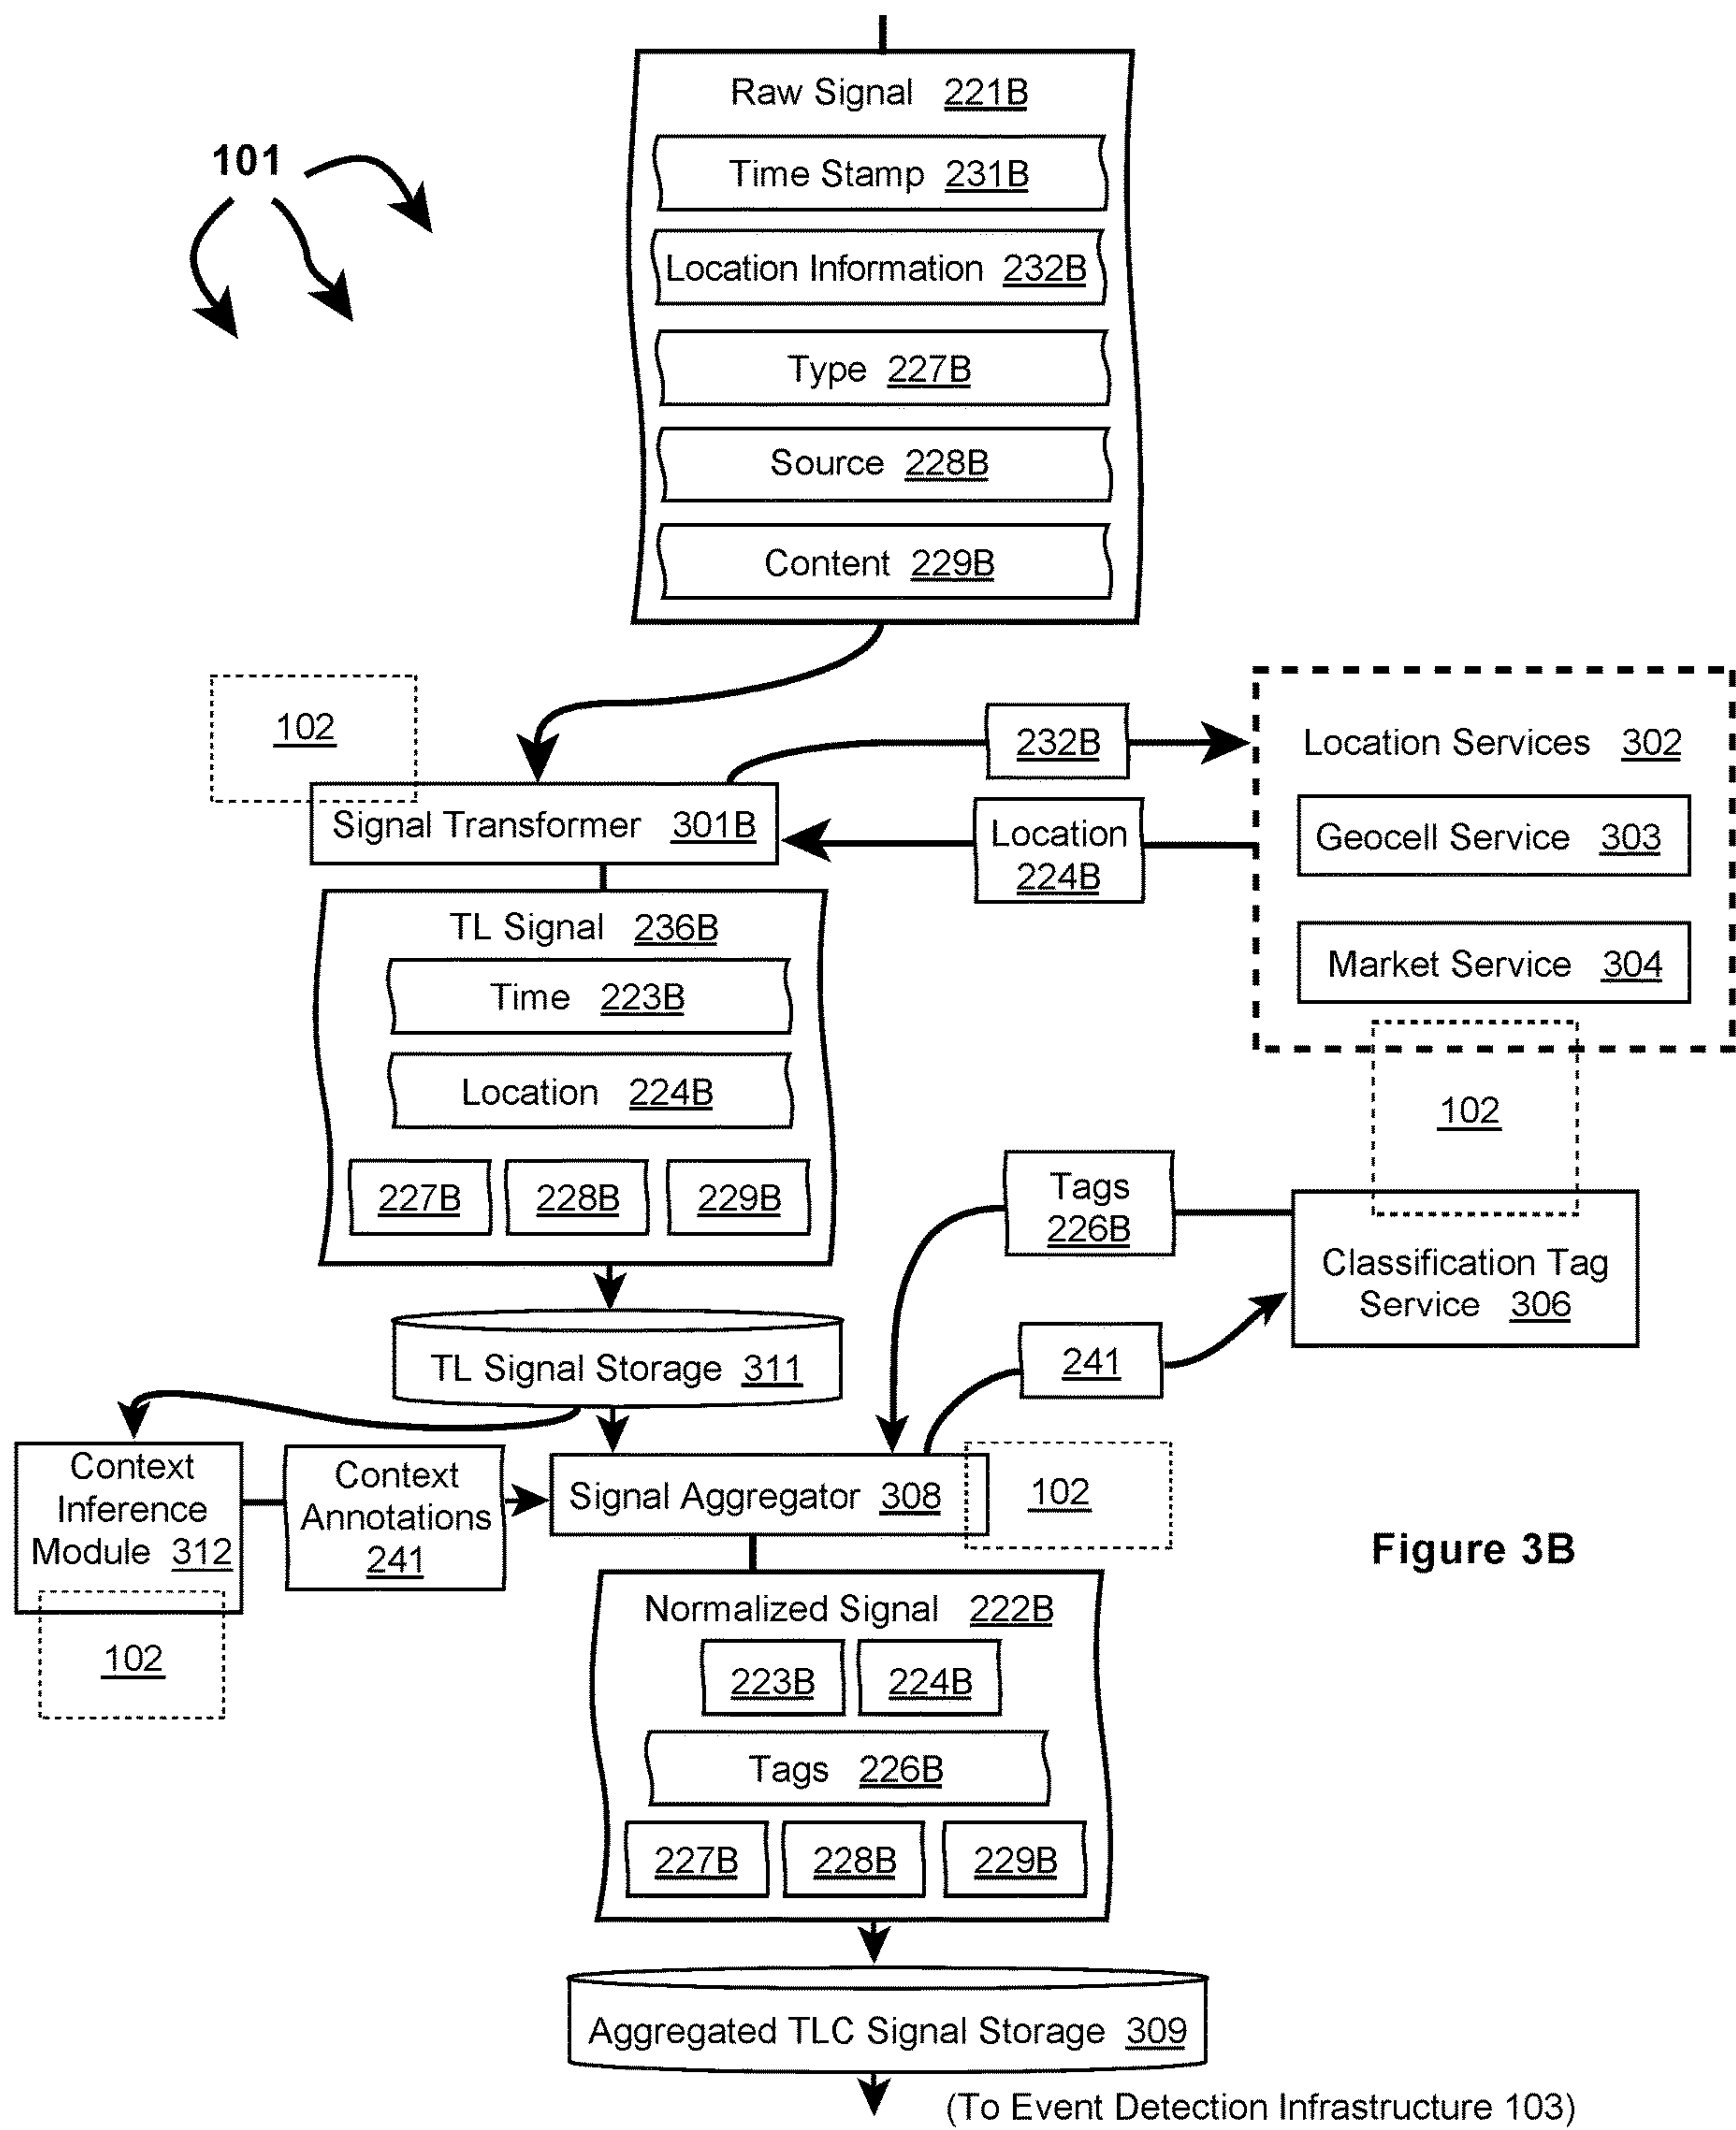 Raw Signal 221B
101
Time Stamp 231B
Location Information 232B
Type 227B
Source 228B
Content 229B
102
232B
Location Services 302
Signal Transformer 301B
Location
224B
Geocell Service 303
TL Signal 236B
Market Service 304
Time 223B
Location 224B
102
227B 228B 229B
Tags
226B
Classification Tag
Service 306
TL Signal Storage 311
241
Context
Inference
Module 312
Context
Annotations
241
Signal Aggregator 308
102
Figure 3B
102
Normalized Signal 222B
223B 224B
Tags 226B
227B 228B 229B
Aggregated TLC Signal Storage 309
(To Event Detection Infrastructure 103)